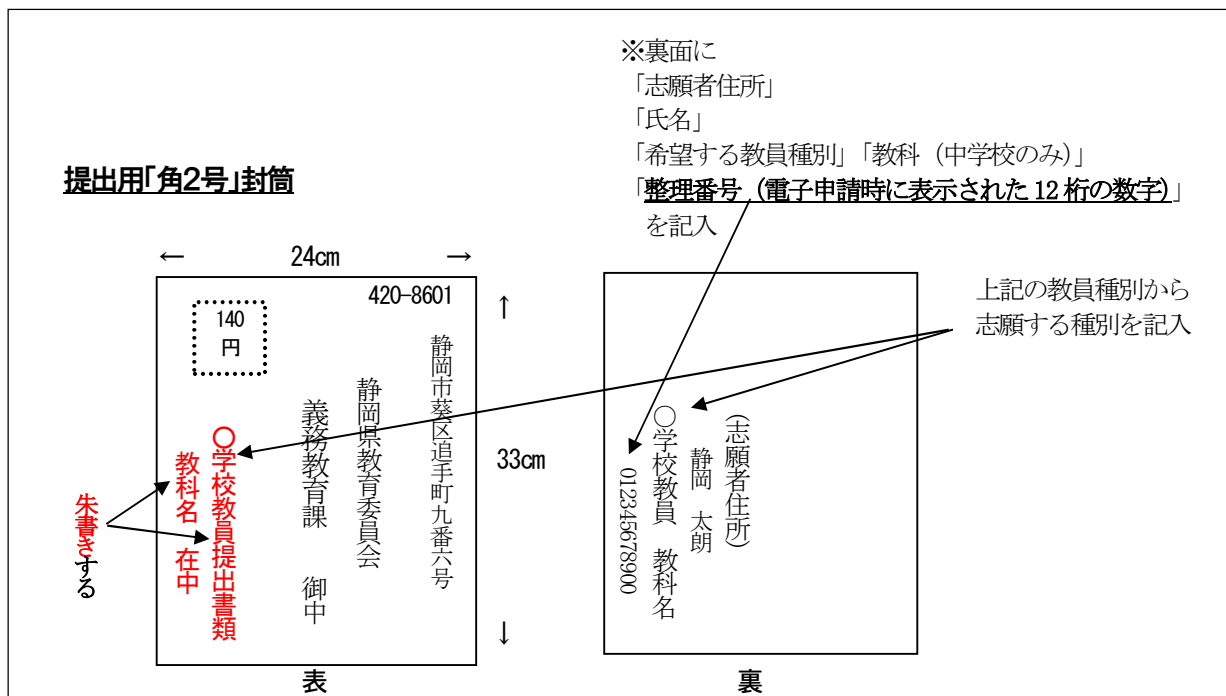 ※裏面に
「志願者住所」
「氏名」
「希望する教員種別」「教科（中学校のみ）」
「整理番号（電子申請時に表示された 12 桁の数字）」
を記入
提出用「角2号」封筒
← 24cm →
420-8601
140
円
静岡市葵区追手町九番六号
静岡県教育委員会
義務教育課　御中
〇学校教員提出書類
教科名　在中
朱書きする
↑
33cm
↓
表
上記の教員種別から
志願する種別を記入
（志願者住所）
静岡　太朗
〇学校教員　教科名
012345678900
裏